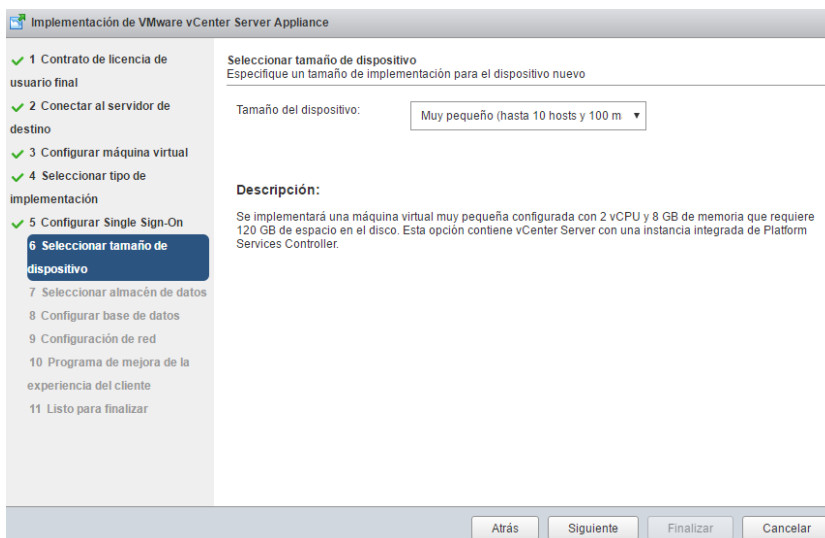 Implementación de VMware vCenter Server Appliance
1 Contrato de licencia de
usuario final
2 Conectar al servidor de
destino
3 Configurar máquina virtual
4 Seleccionar tipo de
implementación
5 Configurar Single Sign-On
6 Seleccionar tamaño de
dispositivo
7 Seleccionar almacén de datos
8 Configurar base de datos
9 Configuración de red
10 Programa de mejora de la
experiencia del cliente
11 Listo para finalizar
Seleccionar tamaño de dispositivo
Especifique un tamaño de implementación para el dispositivo nuevo
Tamaño del dispositivo:
Muy pequeño (hasta 10 hosts y 100 m
Descripción:
Se implementará una máquina virtual muy pequeña configurada con 2 vCPU y 8 GB de memoria que requiere
120 GB de espacio en el disco. Esta opción contiene vCenter Server con una instancia integrada de Platform
Services Controller.
Atrás
Siguiente
Finalizar
Cancelar